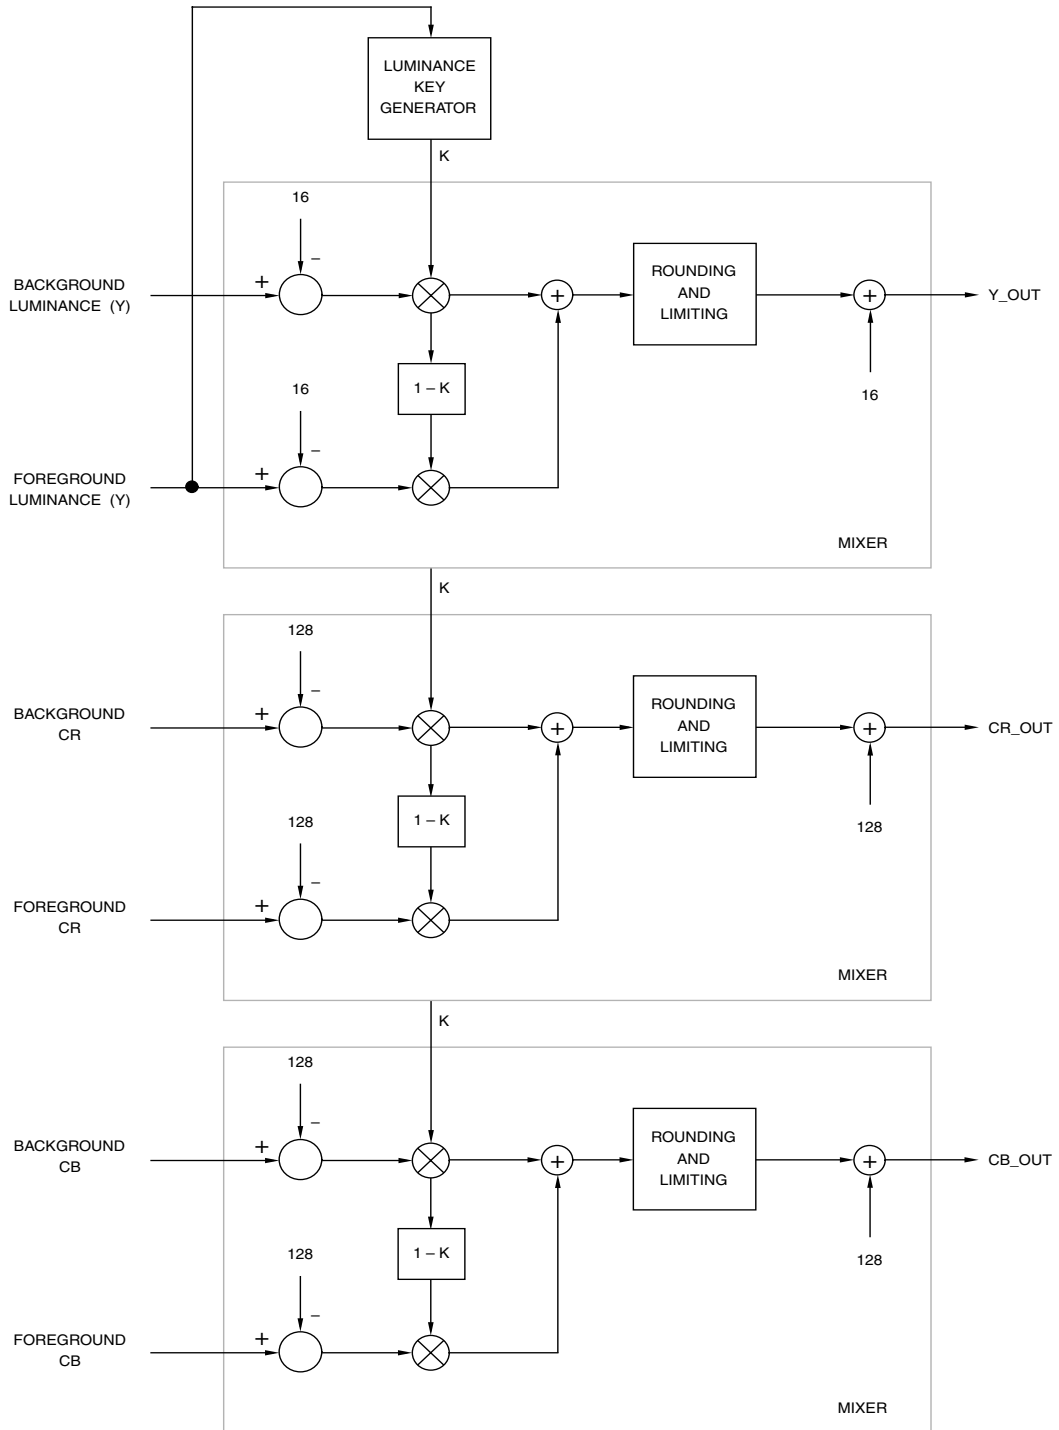 LUMINANCE
KEY
GENERATOR
K
16
–
BACKGROUND
LUMINANCE (Y)
+
+
ROUNDING
AND
LIMITING
+
Y_OUT
16
1 – K
16
–
FOREGROUND
LUMINANCE (Y)
+
MIXER
K
128
–
BACKGROUND
CR
+
+
ROUNDING
AND
LIMITING
+
CR_OUT
128
1 – K
128
–
FOREGROUND
CR
+
MIXER
K
128
–
BACKGROUND
CB
+
+
ROUNDING
AND
LIMITING
+
CB_OUT
128
1 – K
128
–
FOREGROUND
CB
+
MIXER